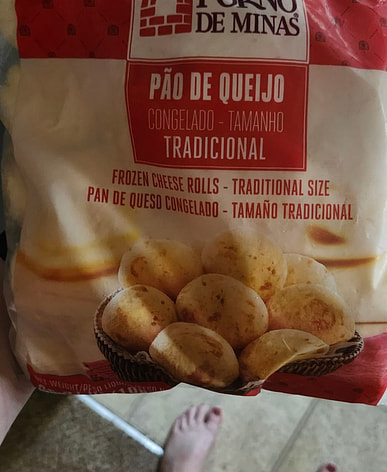 FORNO
DE MINAS®
PÃO DE QUEIJO
CONGELADO - TAMANHO
TRADICIONAL
FROZEN CHEESE ROLLS - TRADITIONAL SIZE
PAN DE QUESO CONGELADO - TAMAÑO TRADICIONAL